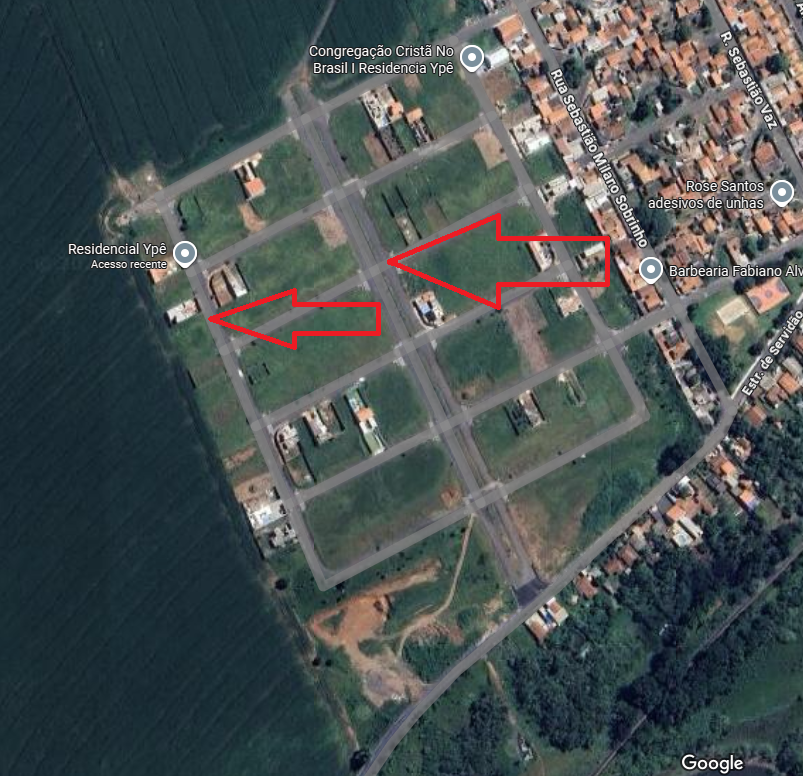 Congregação Cristã No
Brasil I Residencia Ypê
R. Sebastião Vaz
Rua Sebastião Milaro Sobrinho
Rose Santos
adesivos de unhas
Residencial Ypê
Acesso recente
Barbearia Fabiano Alv
Estr. de Servidão
Google